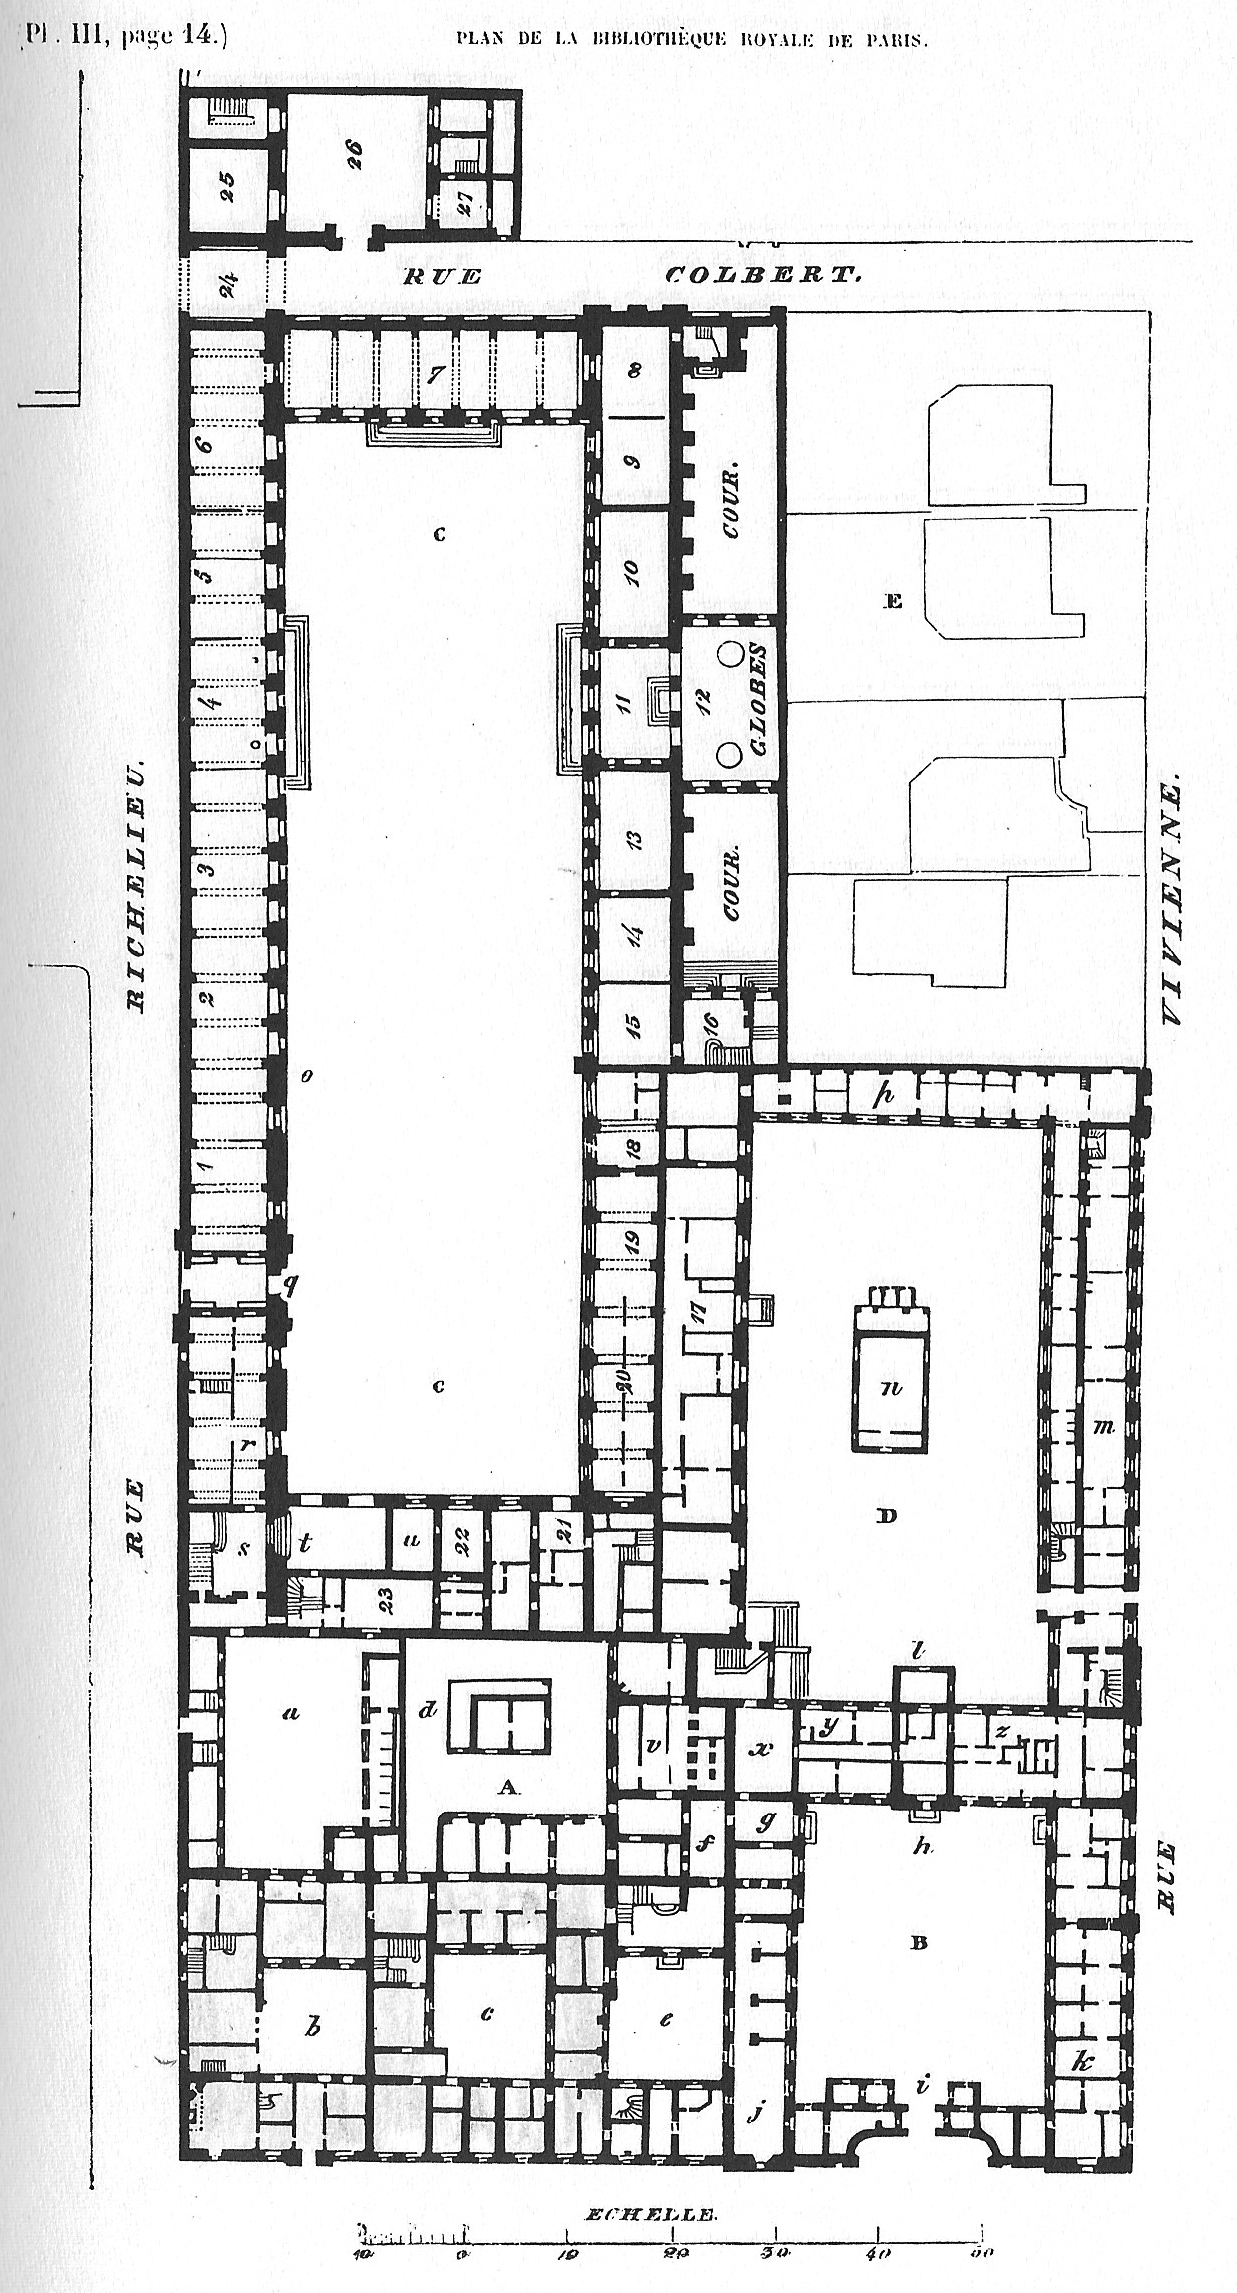 Pl. III, page 14.)
PLAN DE LA BIBLIOTHÈQUE ROYALE DE PARIS.
25
26
27
24
RUE COLBERT.
7
8
6
9
COUR.
C
10
5
E
4
11
12
GLOBES
RICHELIEU.
VIVIENNE.
3
13
COUR.
14
2
15
16
o
p
1
18
19
q
17
20
n
m
c
r
RUE
D
s
t
u
22
21
23
a
d
l
A
v
x
y
z
f
g
h
RUE
B
b
c
e
i
k
j
ECHELLE.
10 0 10 20 30 40 50